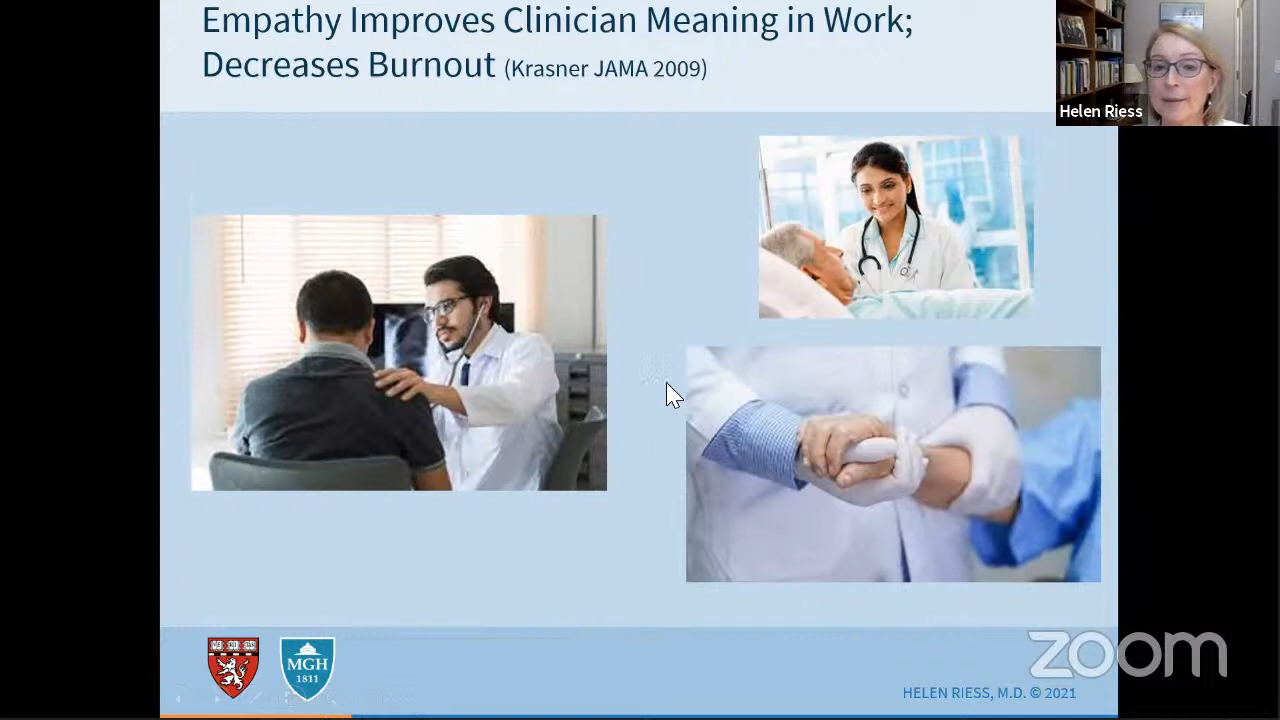 Empathy Improves Clinician Meaning in Work;
Decreases Burnout (Krasner JAMA 2009)
Helen Riess
MGH
1811
zoom
HELEN RIESS, M.D. © 2021